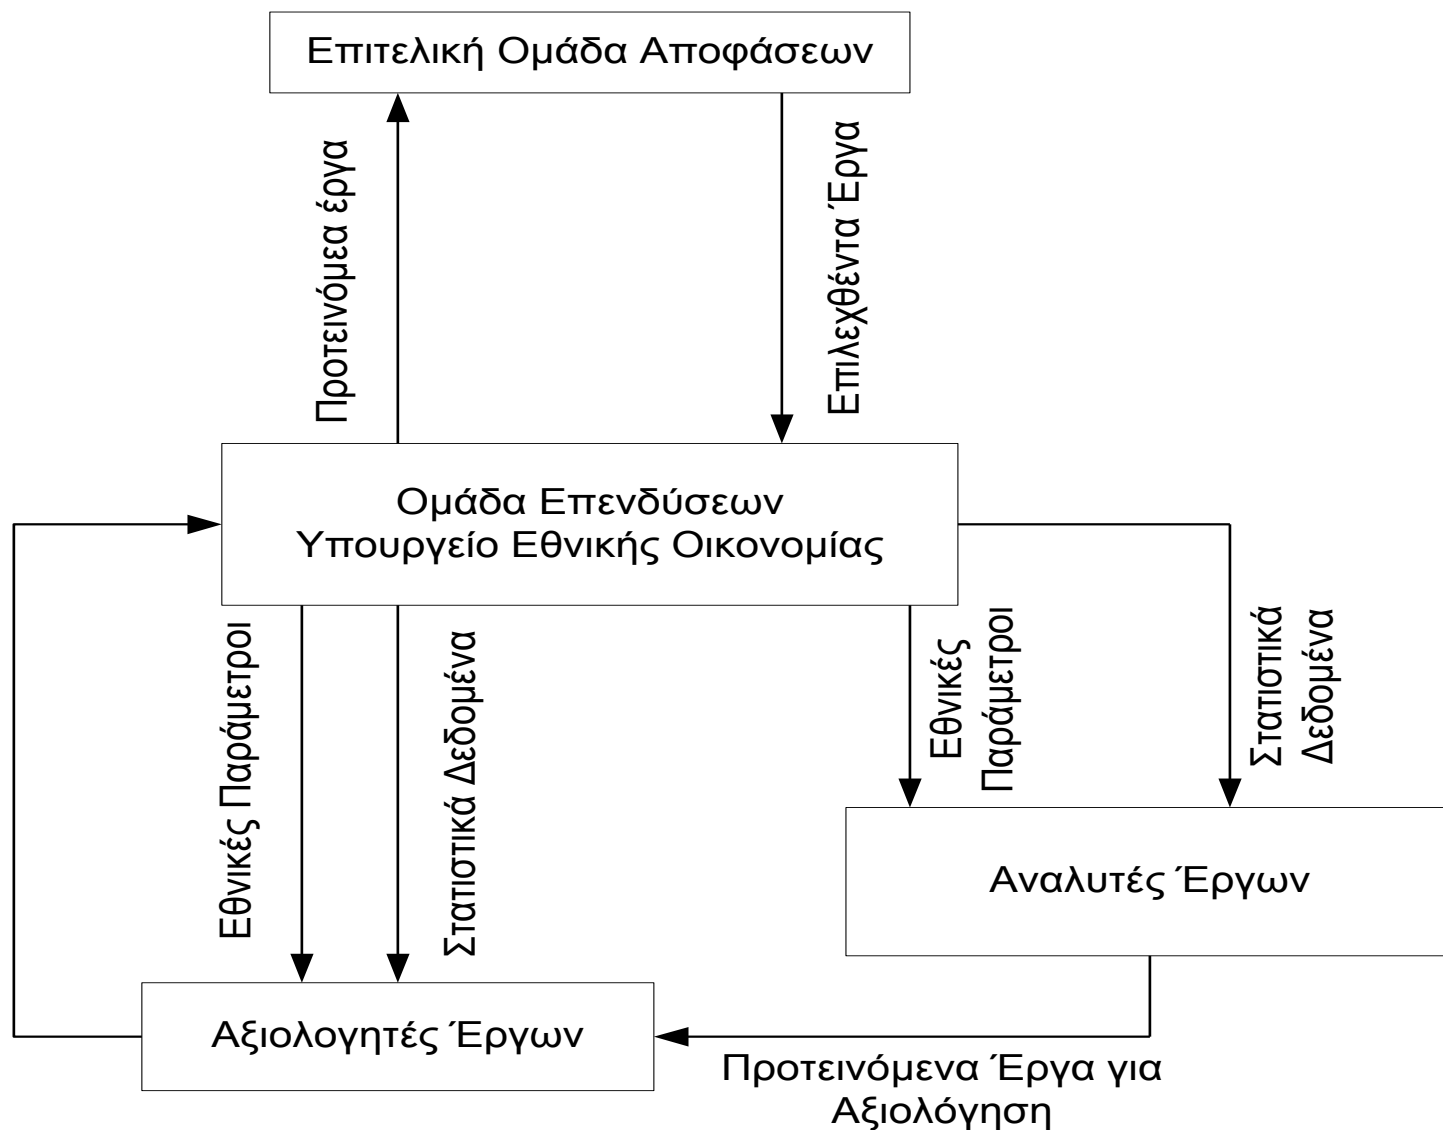 Επιτελική Ομάδα Αποφάσεων
Προτεινόμεα έργα
Επιλεχθέντα Έργα
Ομάδα Επενδύσεων
Υπουργείο Εθνικής Οικονομίας
Εθνικές Παράμετροι
Στατιστικά Δεδομένα
Εθνικές
Παράμετροι
Στατιστικά
Δεδομένα
Αναλυτές Έργων
Αξιολογητές Έργων
Προτεινόμενα Έργα για
Αξιολόγηση